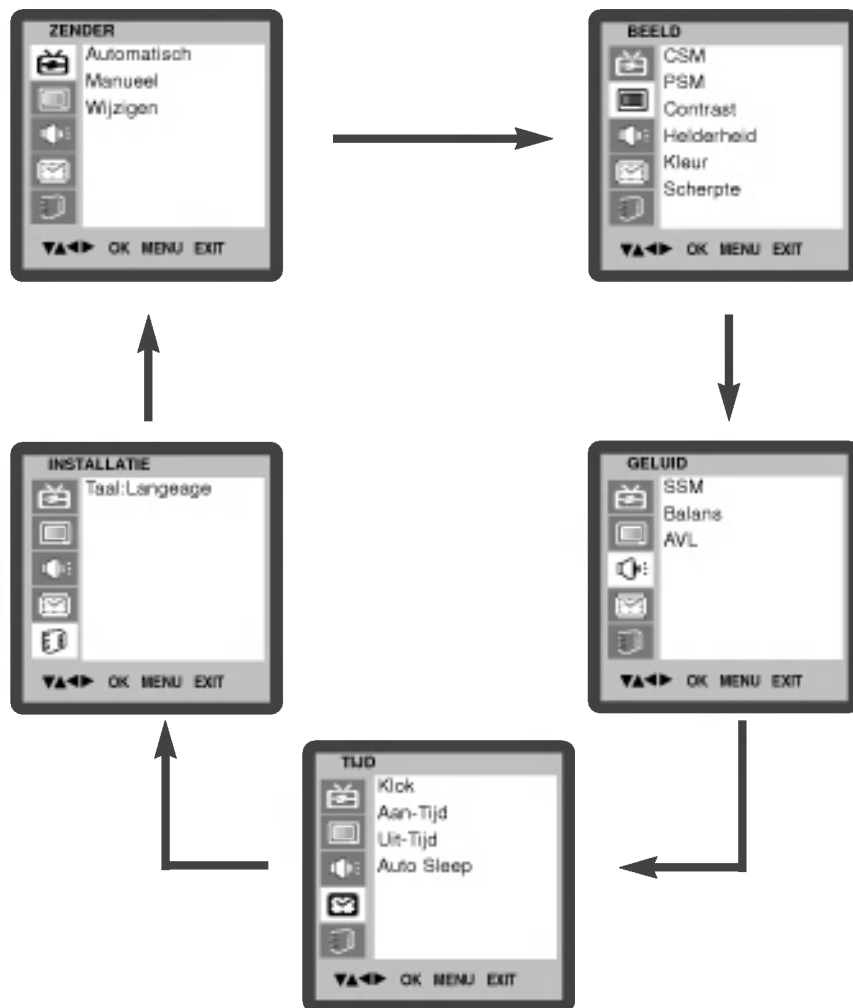 ZENDER
Automatisch
Manueel
Wijzigen
▼▲◄► OK MENU EXIT
BEELD
CSM
PSM
Contrast
Helderheid
Kleur
Scherpte
▼▲◄► OK MENU EXIT
INSTALLATIE
Taal:Langeage
▼▲◄► OK MENU EXIT
GELUID
SSM
Balans
AVL
▼▲◄► OK MENU EXIT
TIJD
Klok
Aan-Tijd
Uit-Tijd
Auto Sleep
▼▲◄► OK MENU EXIT